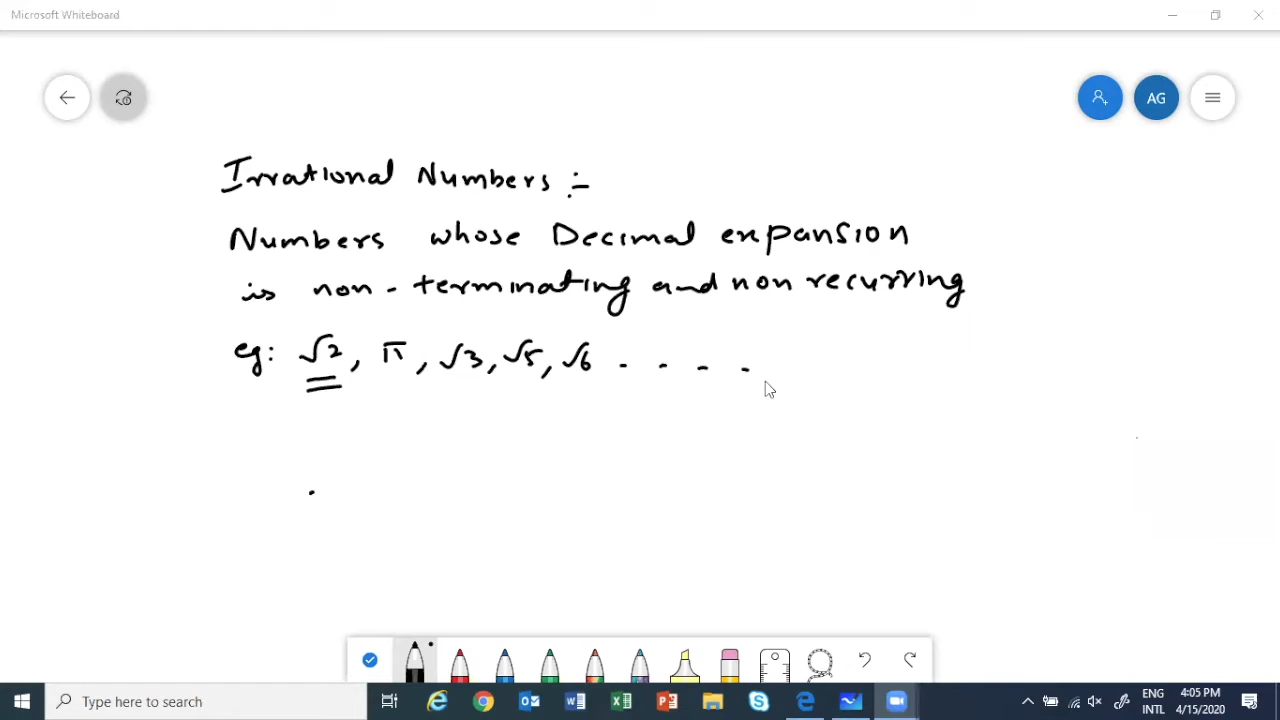 Microsoft Whiteboard
AG
Irrational Numbers :-
Numbers whose Decimal expansion
is non - terminating and non recurring
eg: √2, π, √3, √5, √6 . . . .
Type here to search
ENG
INTL
4:05 PM
4/15/2020